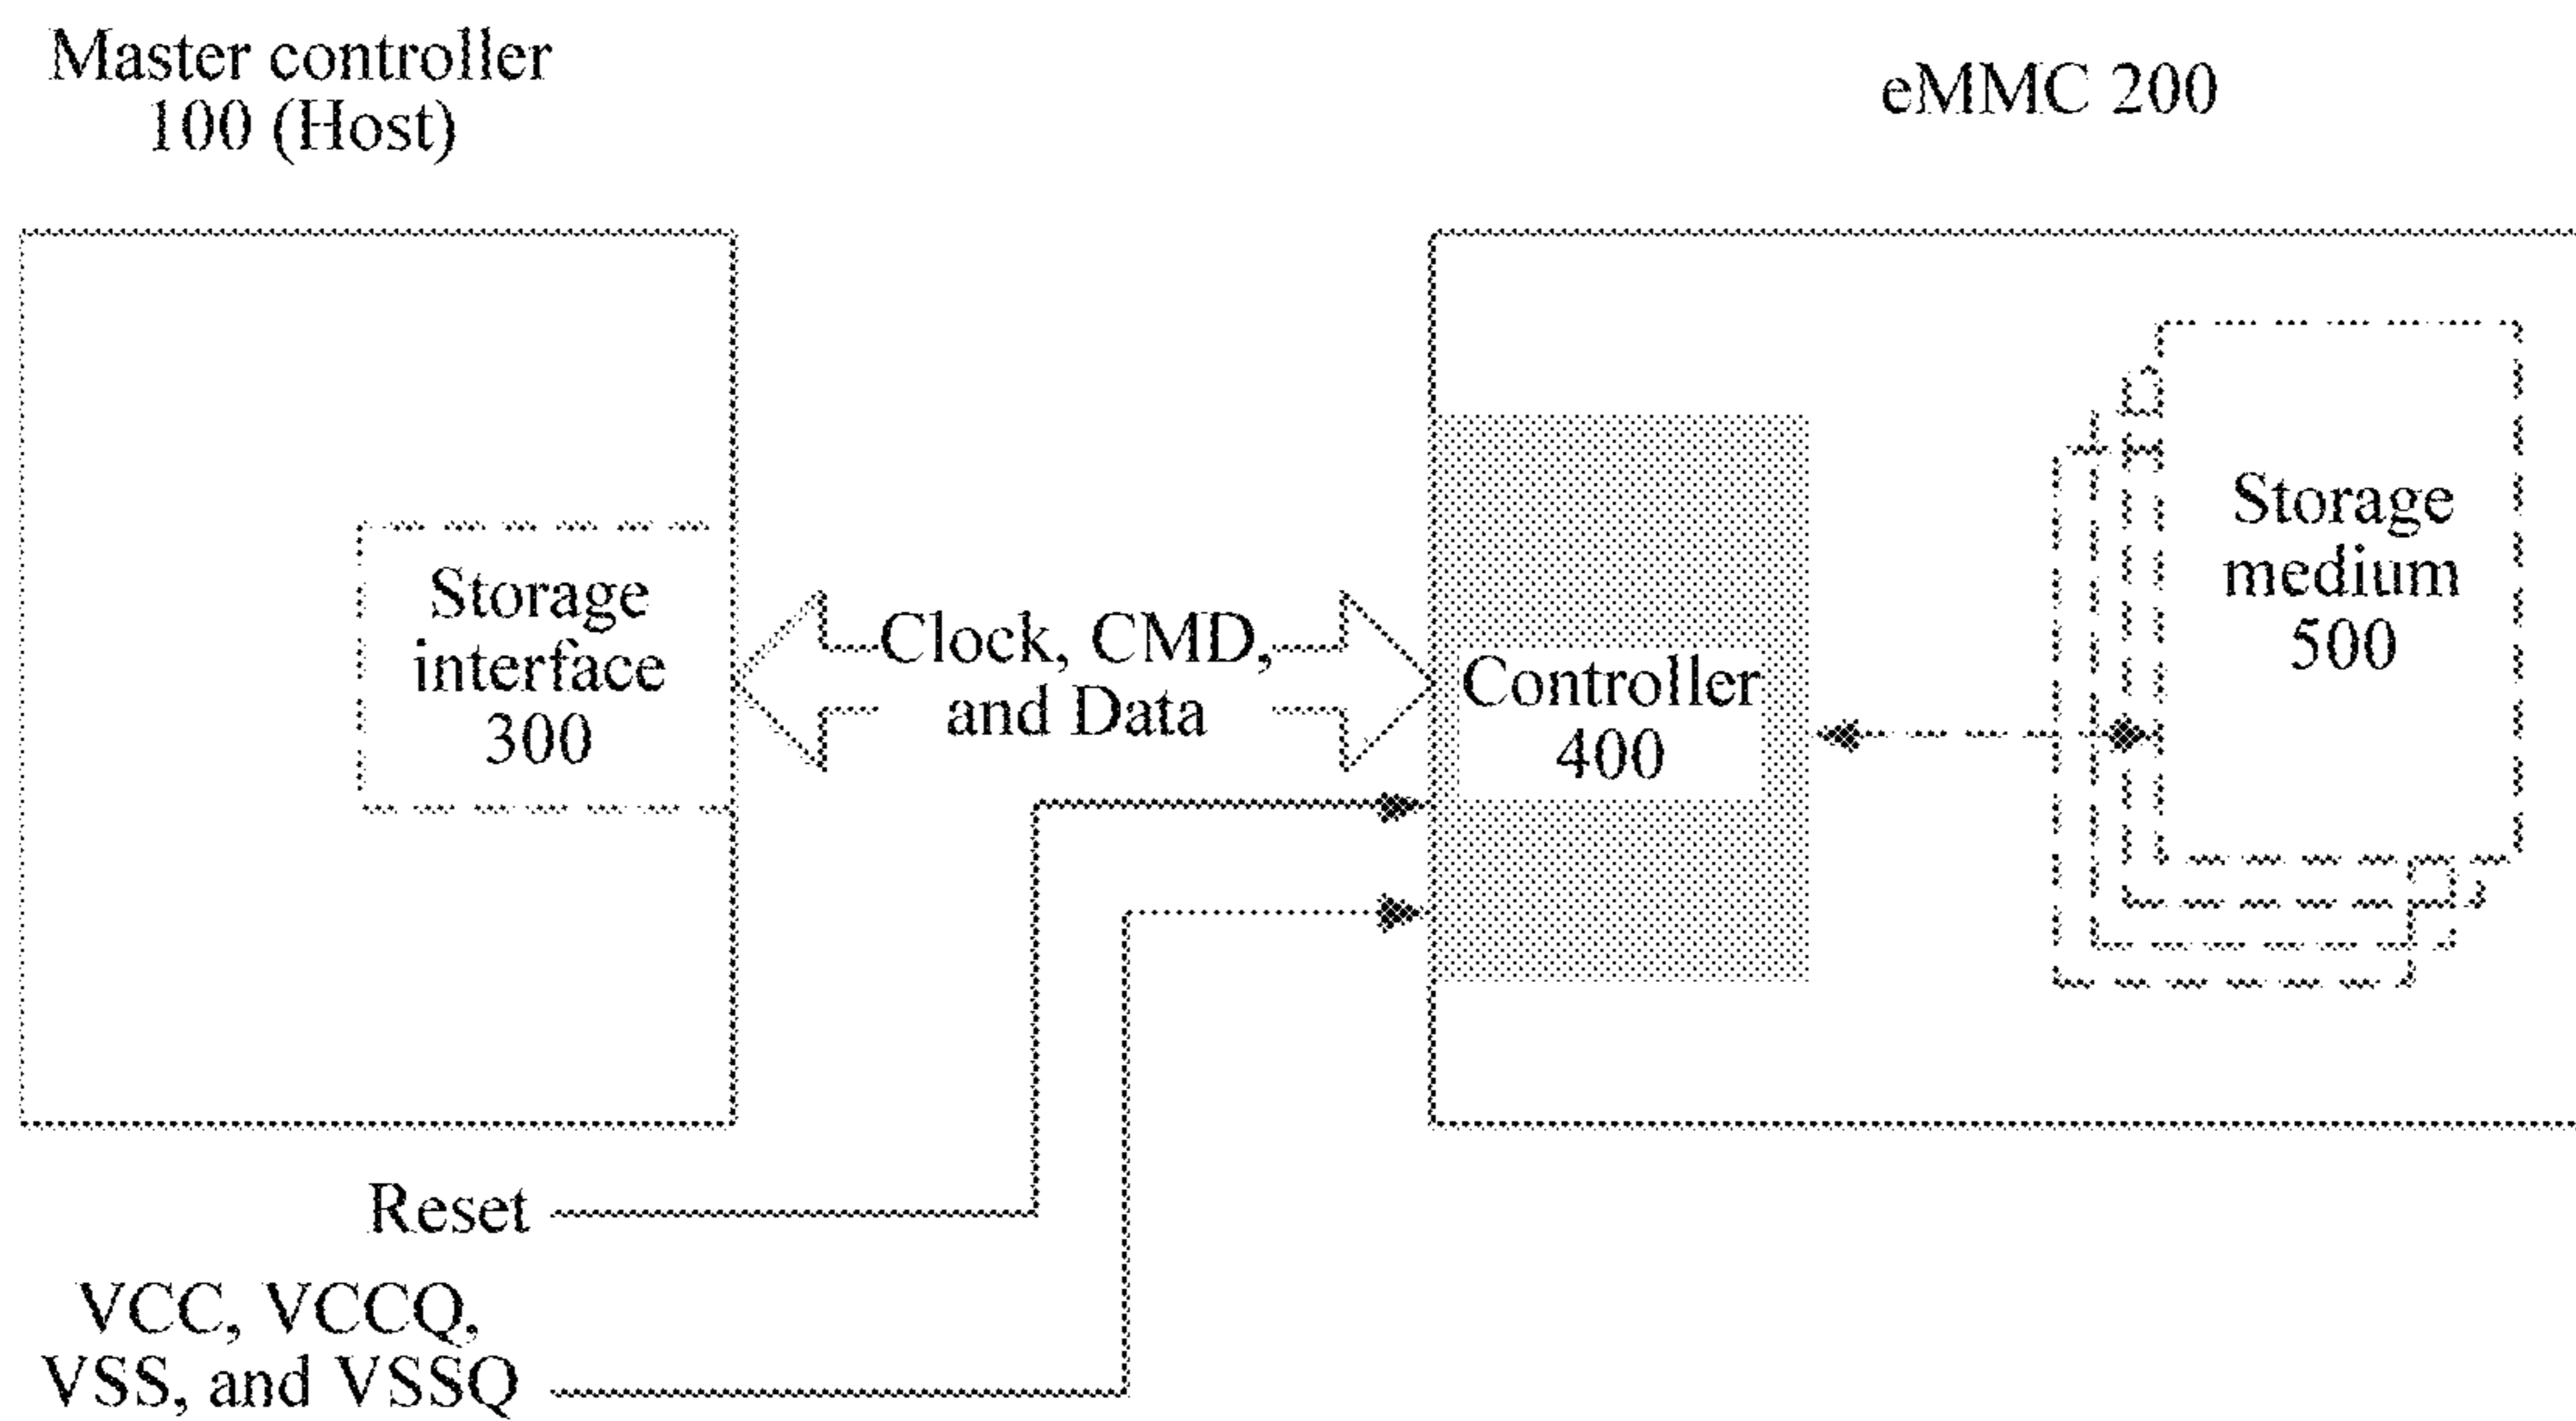 Master controller
100 (Host)
eMMC 200
Storage
interface
300
Clock, CMD,
and Data
Controller
400
Storage
medium
500
Reset
VCC, VCCQ,
VSS, and VSSQ